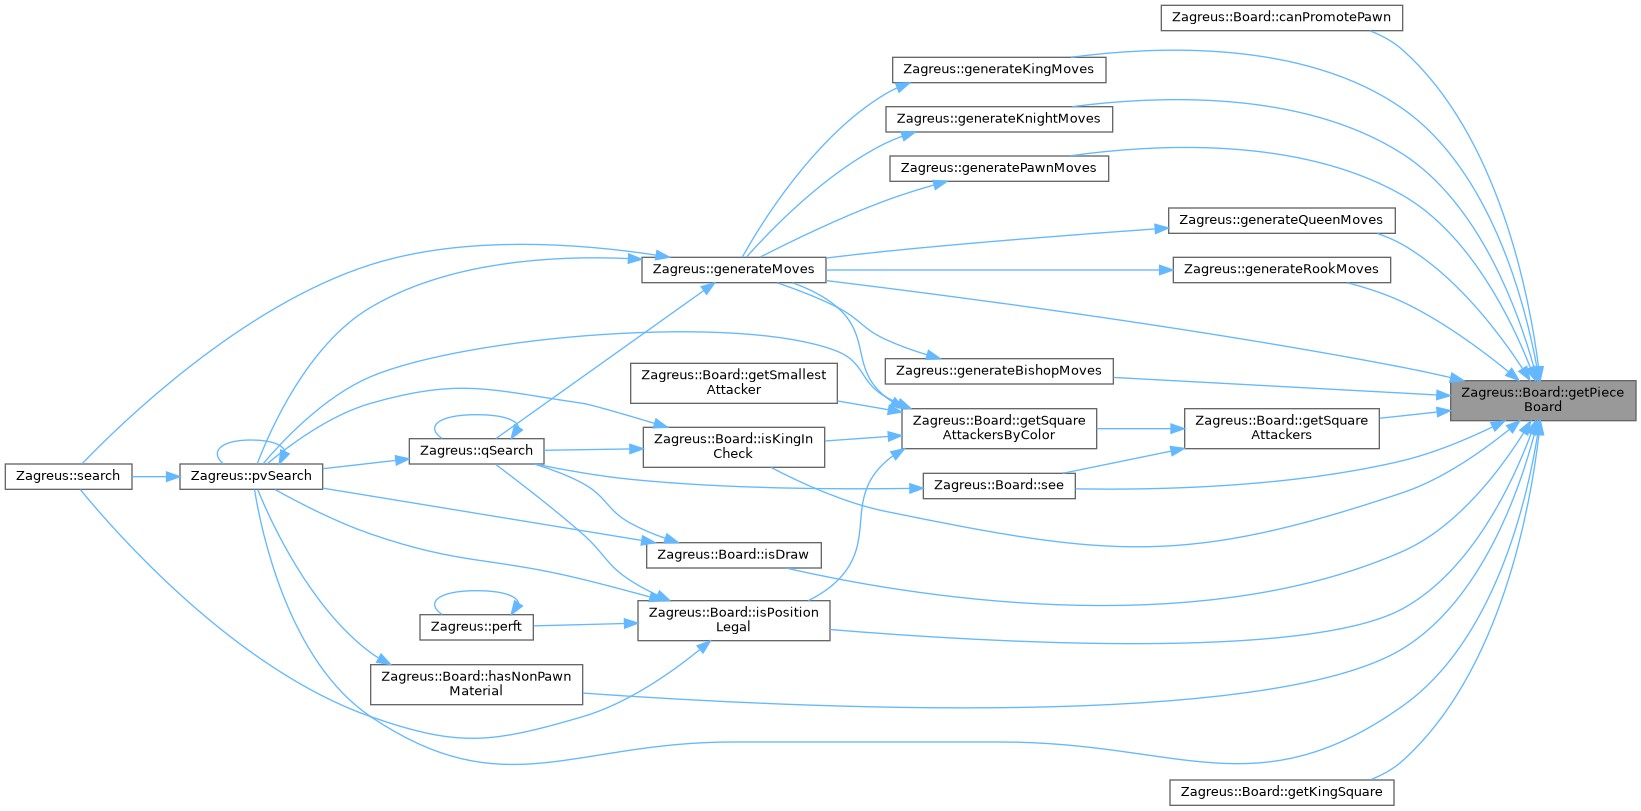 Zagreus::Board::canPromotePawn
Zagreus::generateKingMoves
Zagreus::generateKnightMoves
Zagreus::generatePawnMoves
Zagreus::generateQueenMoves
Zagreus::generateMoves
Zagreus::generateRookMoves
Zagreus::generateBishopMoves
Zagreus::Board::getSmallest
Attacker
Zagreus::Board::getPiece
Board
Zagreus::Board::getSquare
AttackersByColor
Zagreus::Board::getSquare
Attackers
Zagreus::Board::isKingIn
Check
Zagreus::qSearch
Zagreus::search
Zagreus::pvSearch
Zagreus::Board::see
Zagreus::Board::isDraw
Zagreus::Board::isPosition
Legal
Zagreus::perft
Zagreus::Board::hasNonPawn
Material
Zagreus::Board::getKingSquare